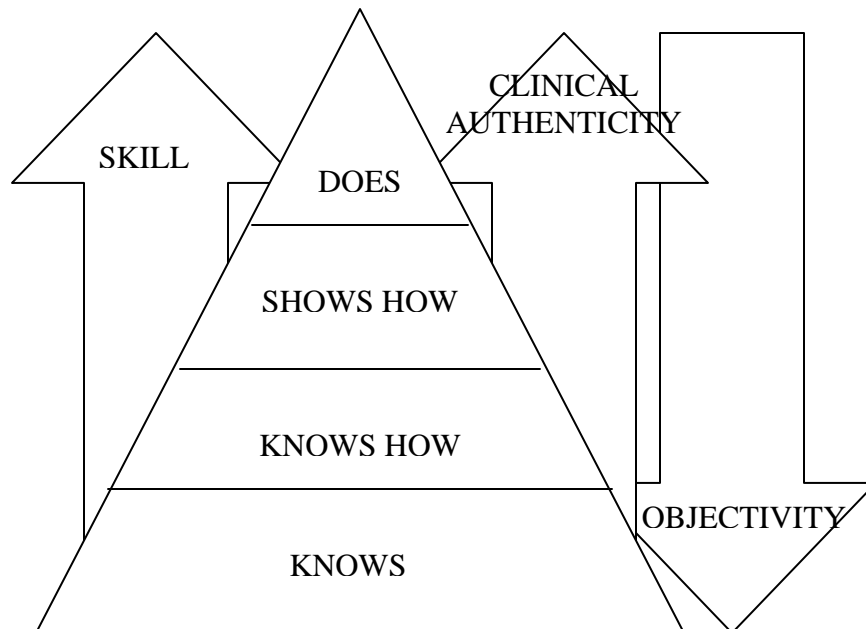 CLINICAL
AUTHENTICITY
SKILL
DOES
SHOWS HOW
KNOWS HOW
OBJECTIVITY
KNOWS